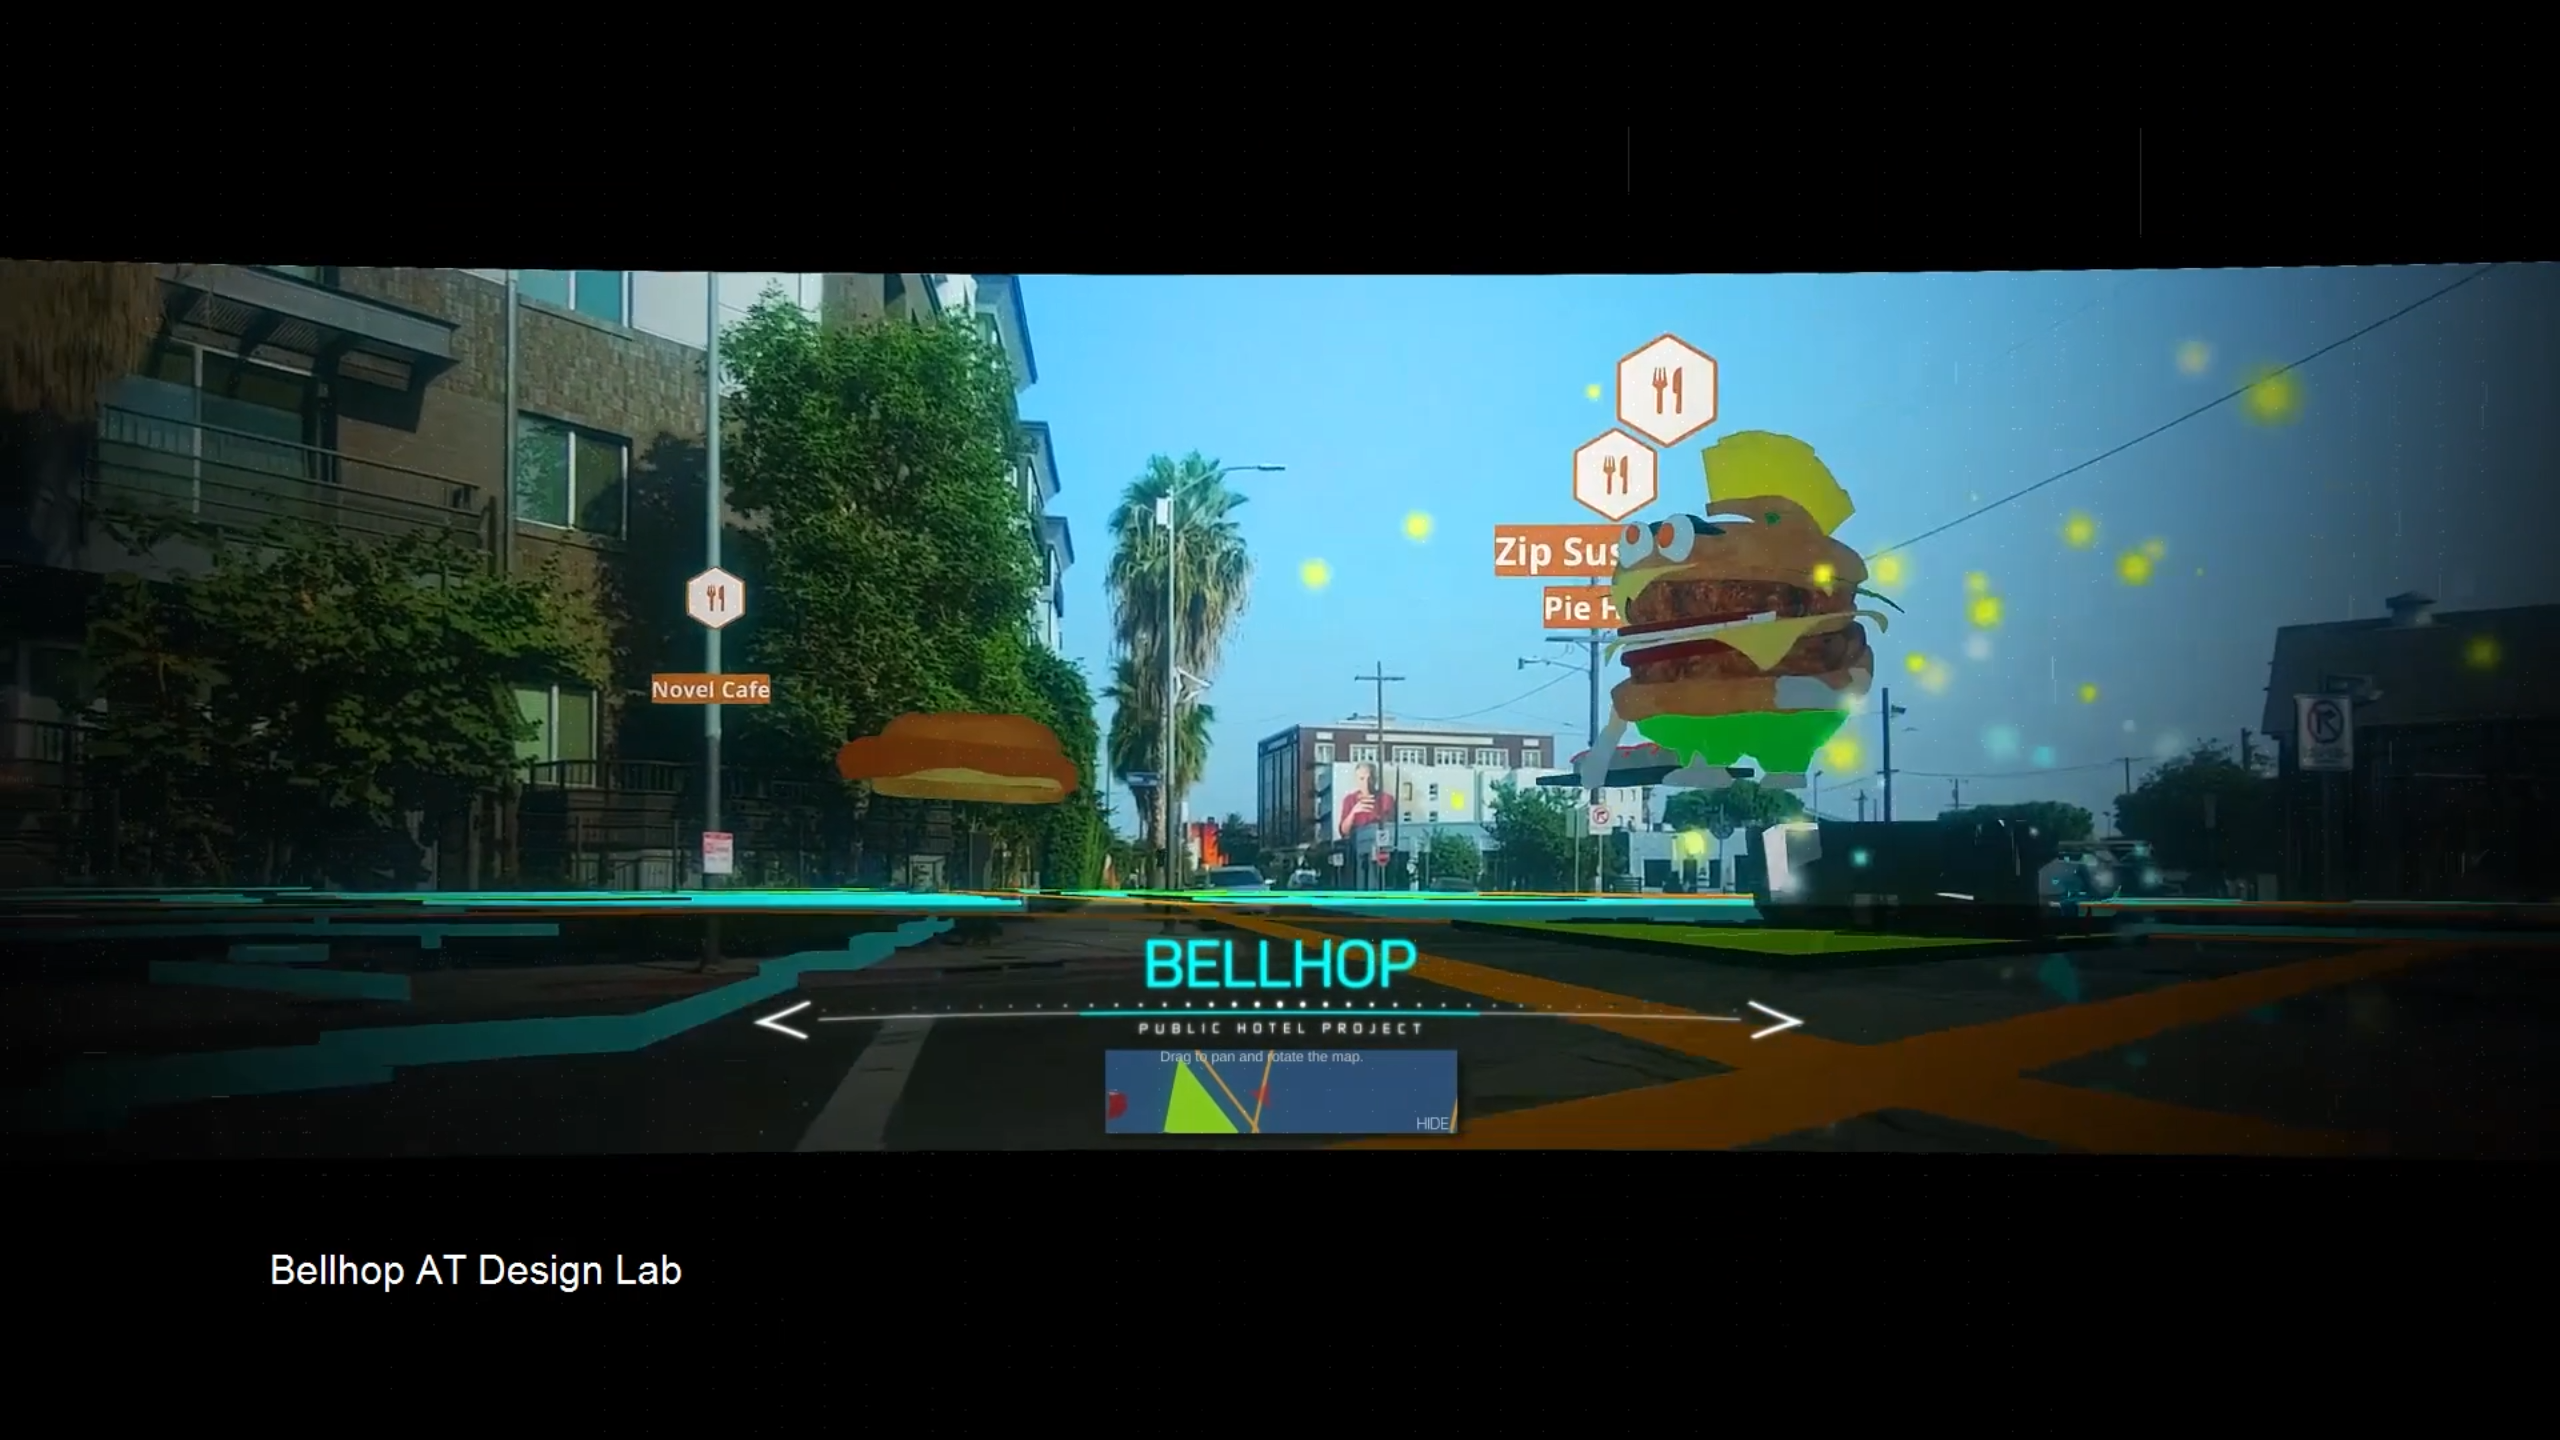 Zip Sus
Pie H
Novel Cafe
BELLHOP
PUBLIC HOTEL PROJECT
Drag to pan and rotate the map.
HIDE
Bellhop AT Design Lab